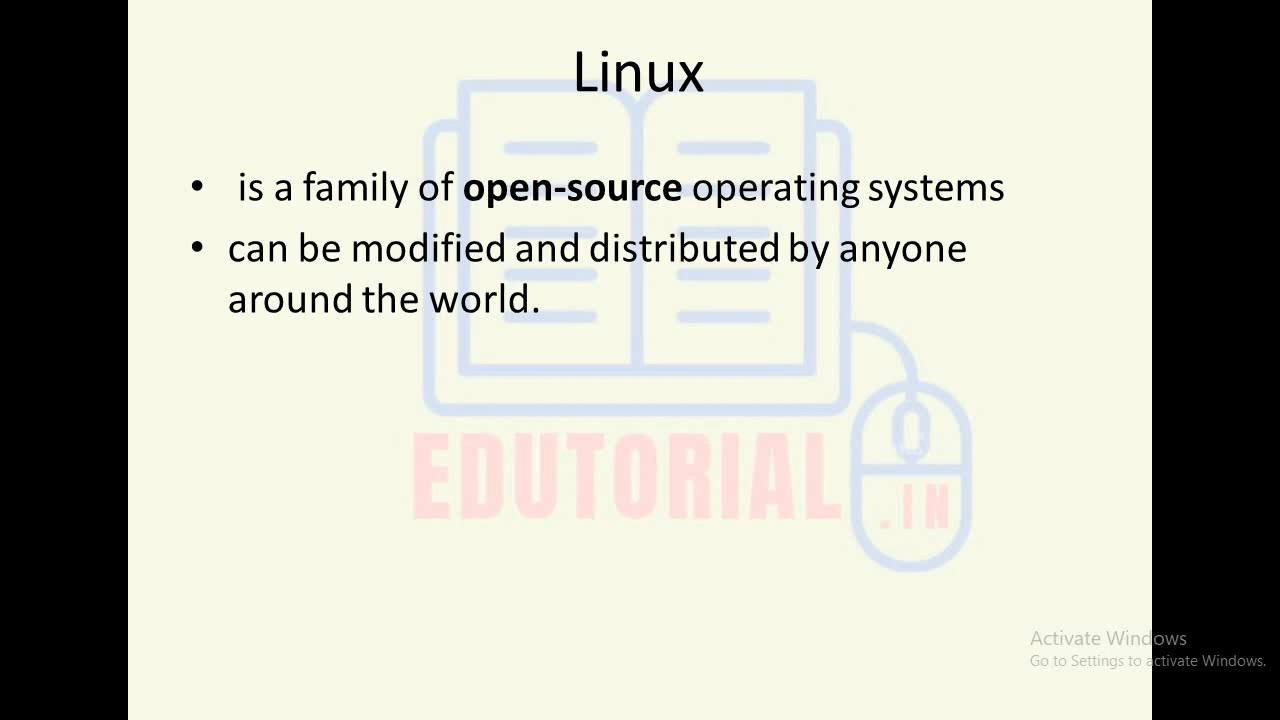 Linux
• is a family of open-source operating systems
• can be modified and distributed by anyone
around the world.
EDUTORIAL
.IN
Activate Windows
Go to Settings to activate Windows.